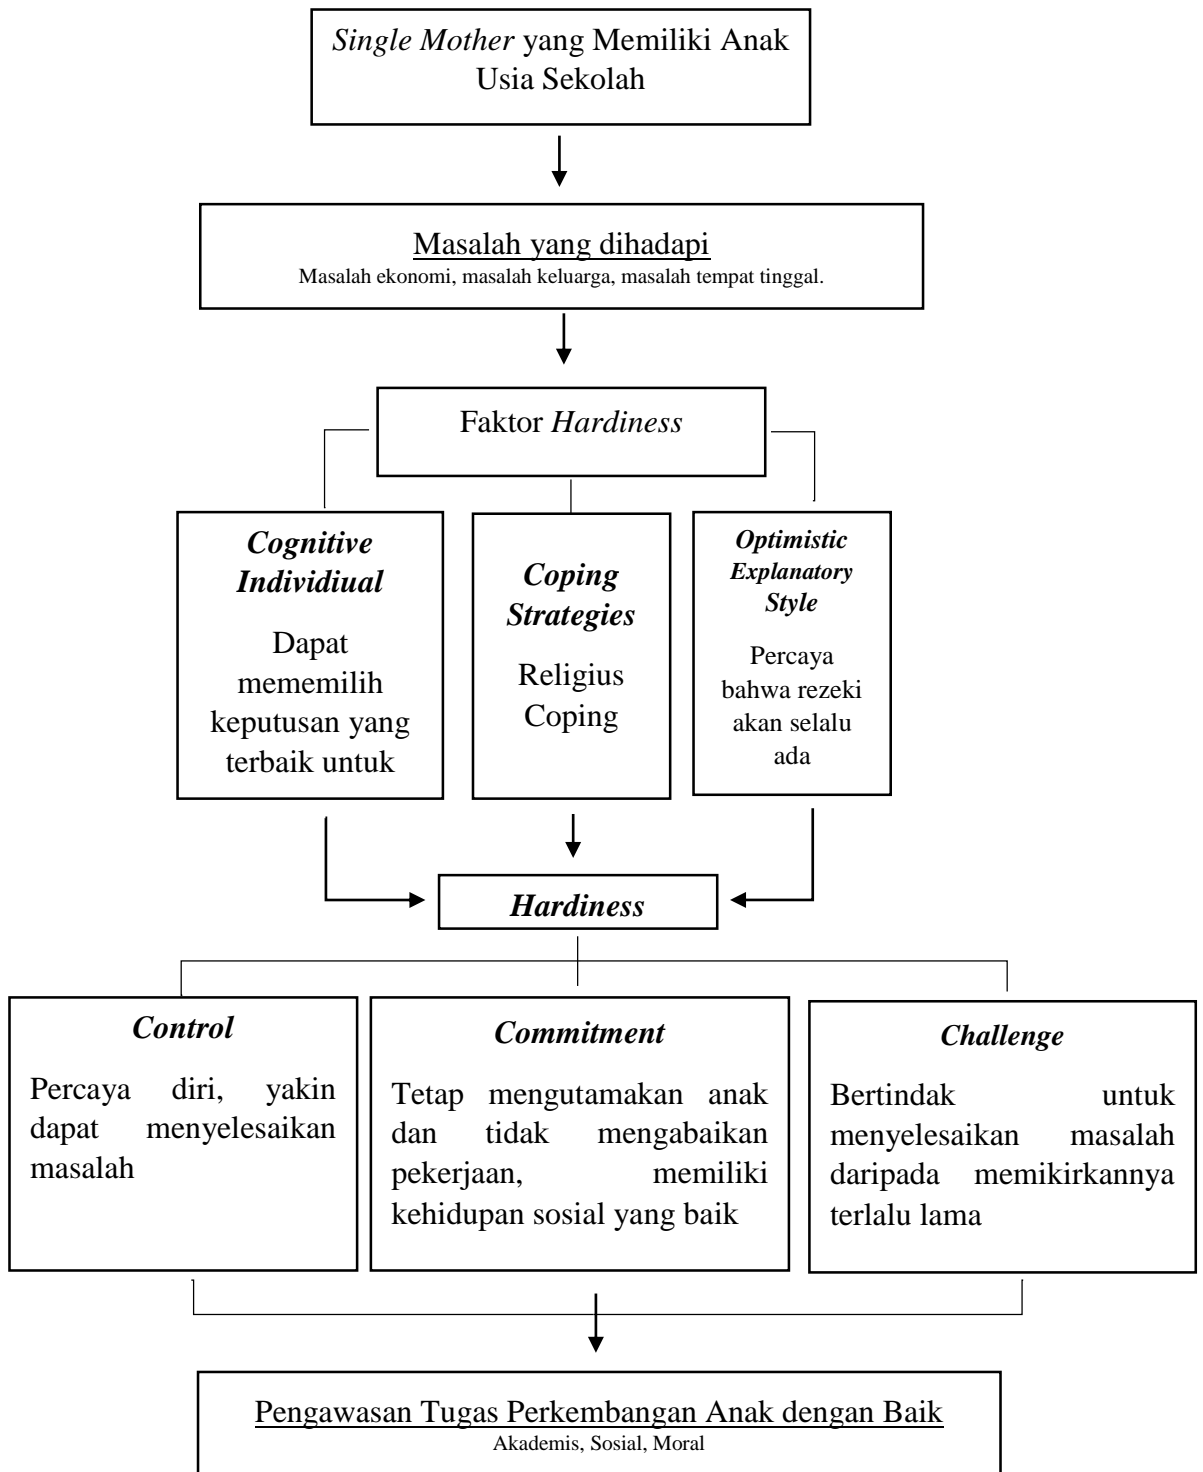 Single Mother yang Memiliki Anak
Usia Sekolah
Masalah yang dihadapi
Masalah ekonomi, masalah keluarga, masalah tempat tinggal.
Faktor Hardiness
Cognitive
Individiual
Dapat
mememilih
keputusan yang
terbaik untuk
Coping
Strategies
Religius
Coping
Optimistic
Explanatory
Style
Percaya
bahwa rezeki
akan selalu
ada
Hardiness
Control
Percaya diri, yakin
dapat menyelesaikan
masalah
Commitment
Tetap mengutamakan anak
dan tidak mengabaikan
pekerjaan, memiliki
kehidupan sosial yang baik
Challenge
Bertindak untuk
menyelesaikan masalah
daripada memikirkannya
terlalu lama
Pengawasan Tugas Perkembangan Anak dengan Baik
Akademis, Sosial, Moral